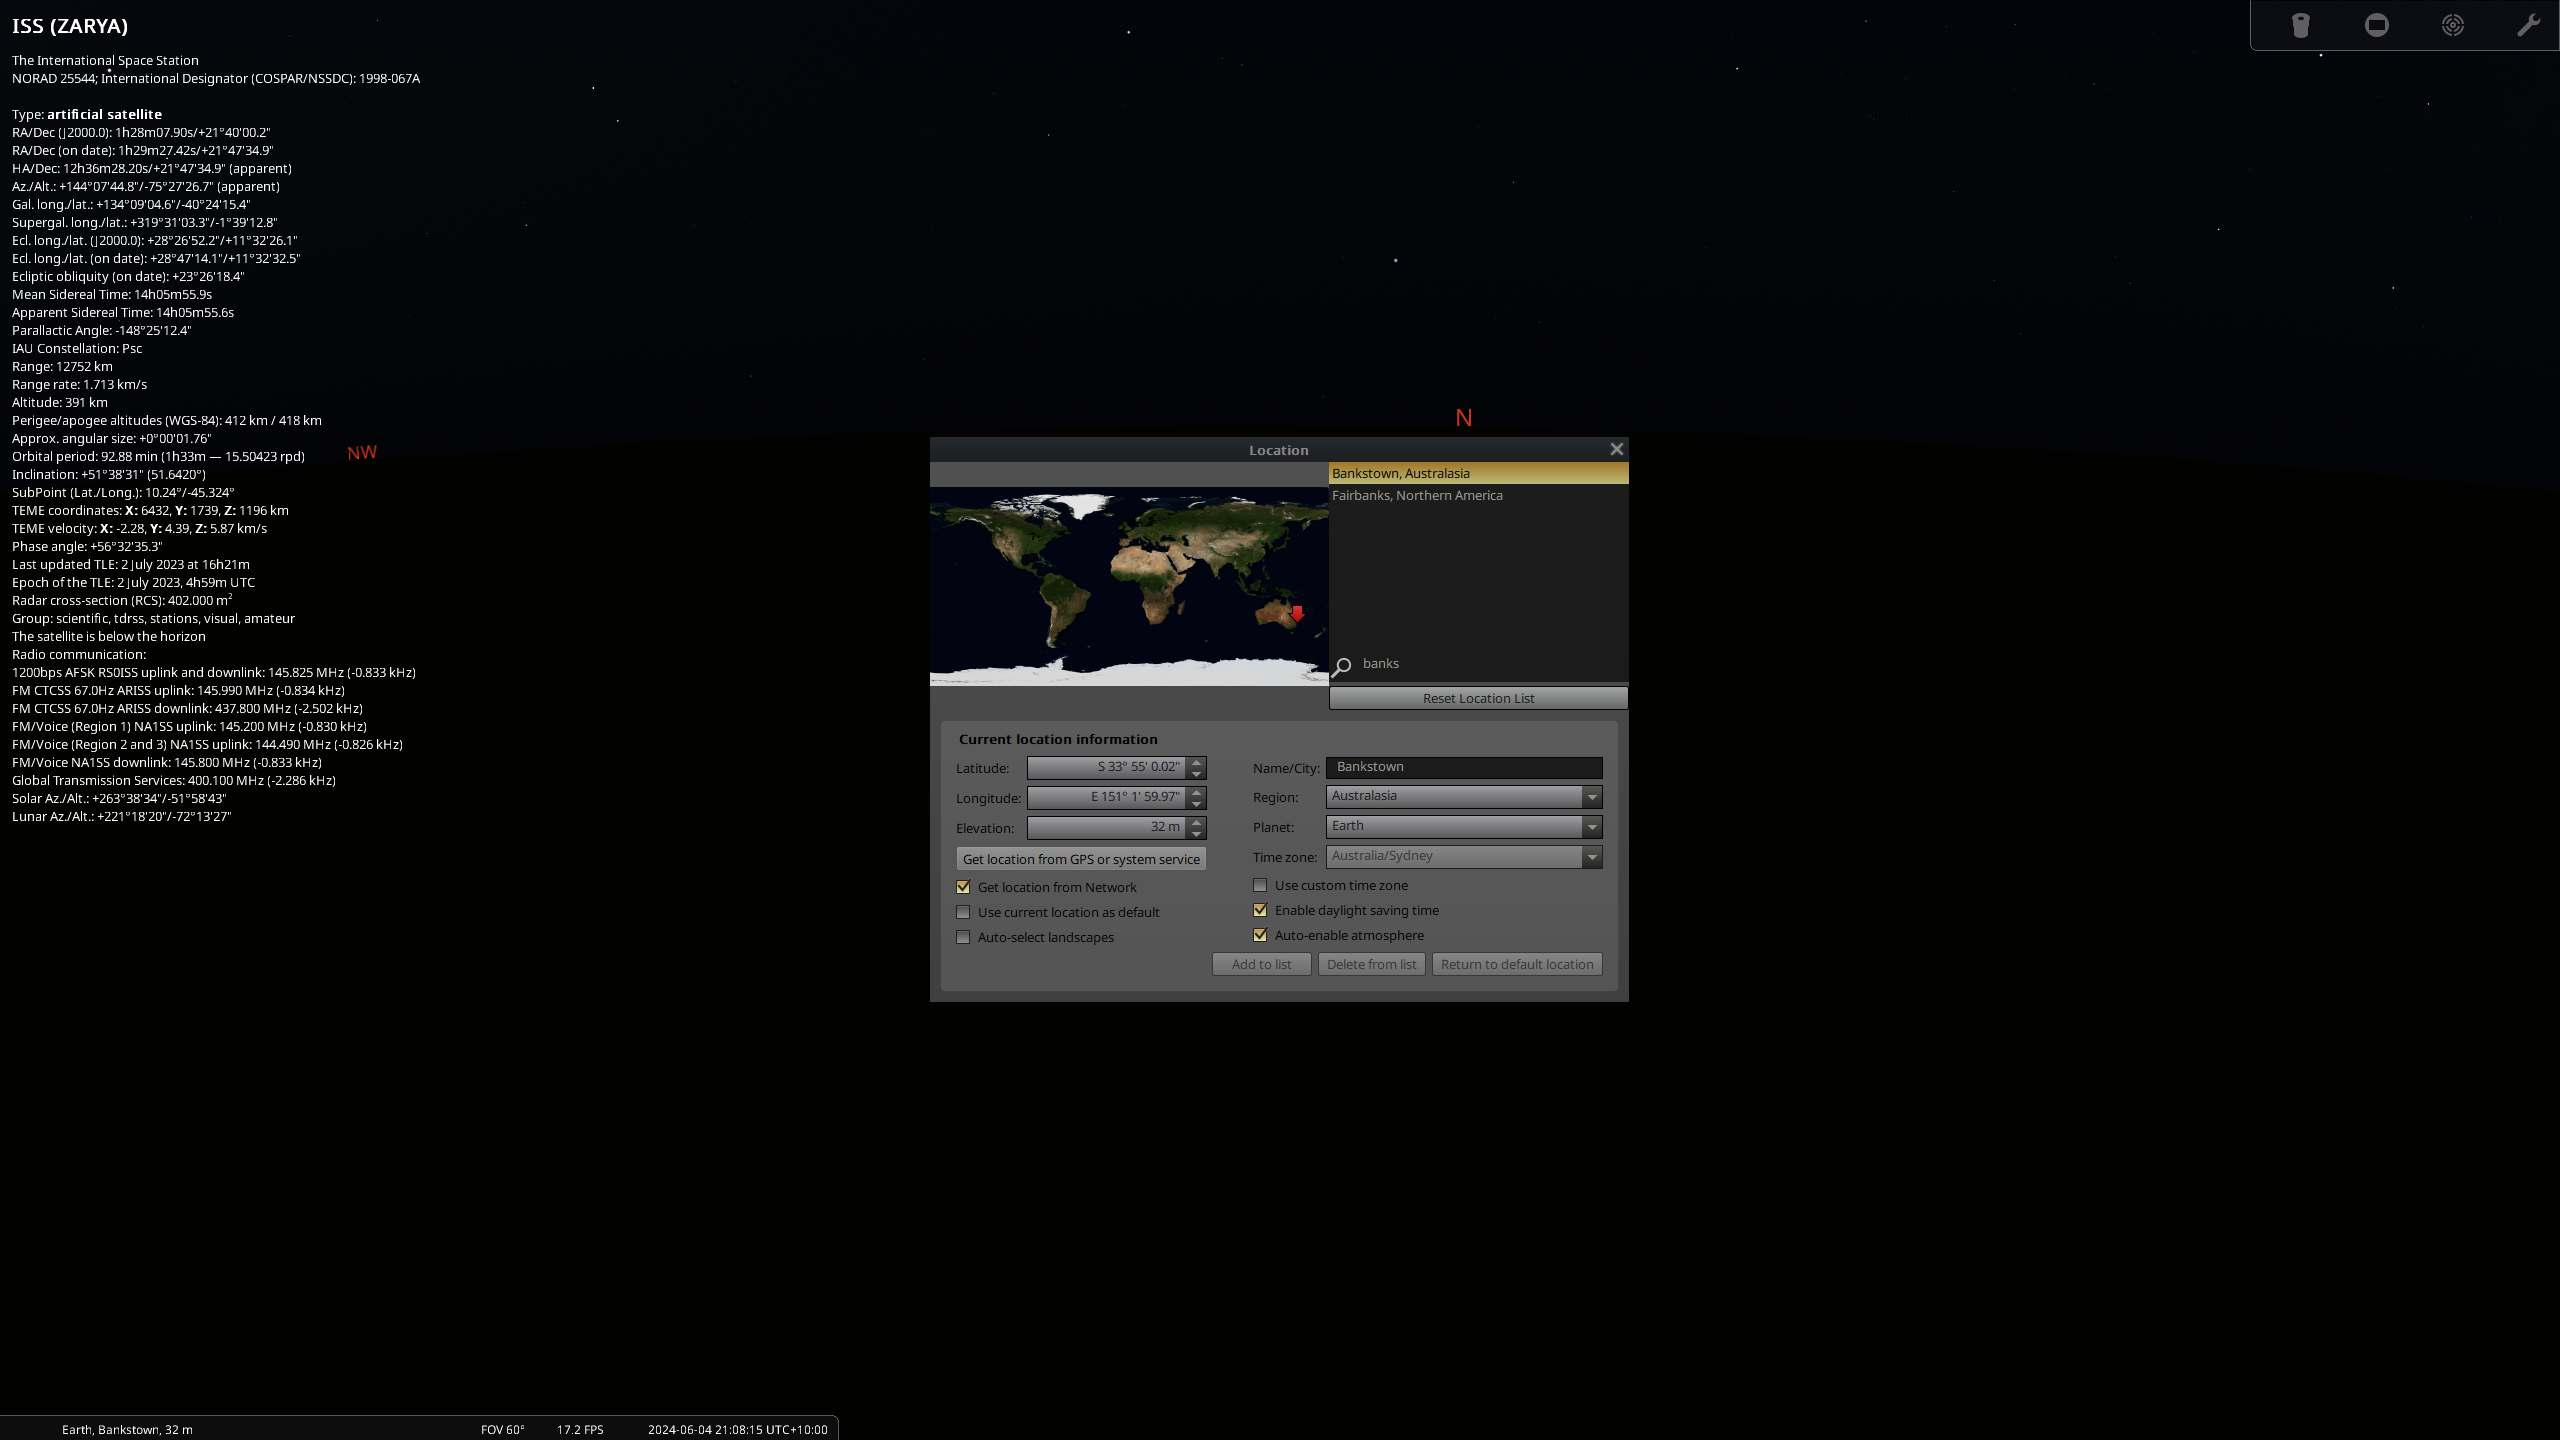 ISS (ZARYA)
The International Space Station
NORAD 25544; International Designator (COSPAR/NSSDC): 1998-067A
Type: artificial satellite
RA/Dec (J2000.0): 1h28m07.90s/+21°40'00.2"
RA/Dec (on date): 1h29m27.42s/+21°47'34.9"
HA/Dec: 12h36m28.20s/+21°47'34.9" (apparent)
Az./Alt.: +144°07'44.8"/-75°27'26.7" (apparent)
Gal. long./lat.: +134°09'04.6"/-40°24'15.4"
Supergal. long./lat.: +319°31'03.3"/-1°39'12.8"
Ecl. long./lat. (J2000.0): +28°26'52.2"/+11°32'26.1"
Ecl. long./lat. (on date): +28°47'14.1"/+11°32'32.5"
Ecliptic obliquity (on date): +23°26'18.4"
Mean Sidereal Time: 14h05m55.9s
Apparent Sidereal Time: 14h05m55.6s
Parallactic Angle: -148°25'12.4"
IAU Constellation: Psc
Range: 12752 km
Range rate: 1.713 km/s
Altitude: 391 km
Perigee/apogee altitudes (WGS-84): 412 km / 418 km
Approx. angular size: +0°00'01.76"
Orbital period: 92.88 min (1h33m — 15.50423 rpd)
Inclination: +51°38'31" (51.6420°)
SubPoint (Lat./Long.): 10.24°/-45.324°
TEME coordinates: X: 6432, Y: 1739, Z: 1196 km
TEME velocity: X: -2.28, Y: 4.39, Z: 5.87 km/s
Phase angle: +56°32'35.3"
Last updated TLE: 2 July 2023 at 16h21m
Epoch of the TLE: 2 July 2023, 4h59m UTC
Radar cross-section (RCS): 402.000 m²
Group: scientific, tdrss, stations, visual, amateur
The satellite is below the horizon
Radio communication:
1200bps AFSK RS0ISS uplink and downlink: 145.825 MHz (-0.833 kHz)
FM CTCSS 67.0Hz ARISS uplink: 145.990 MHz (-0.834 kHz)
FM CTCSS 67.0Hz ARISS downlink: 437.800 MHz (-2.502 kHz)
FM/Voice (Region 1) NA1SS uplink: 145.200 MHz (-0.830 kHz)
FM/Voice (Region 2 and 3) NA1SS uplink: 144.490 MHz (-0.826 kHz)
FM/Voice NA1SS downlink: 145.800 MHz (-0.833 kHz)
Global Transmission Services: 400.100 MHz (-2.286 kHz)
Solar Az./Alt.: +263°38'34"/-51°58'43"
Lunar Az./Alt.: +221°18'20"/-72°13'27"
NW
N
Location
Bankstown, Australasia
Fairbanks, Northern America
banks
Reset Location List
Current location information
Latitude: S 33° 55' 0.02"
Longitude: E 151° 1' 59.97"
Elevation: 32 m
Get location from GPS or system service
Get location from Network
Use current location as default
Auto-select landscapes
Name/City: Bankstown
Region: Australasia
Planet: Earth
Time zone: Australia/Sydney
Use custom time zone
Enable daylight saving time
Auto-enable atmosphere
Add to list Delete from list Return to default location
Earth, Bankstown, 32 m FOV 60° 17.2 FPS 2024-06-04 21:08:15 UTC+10:00